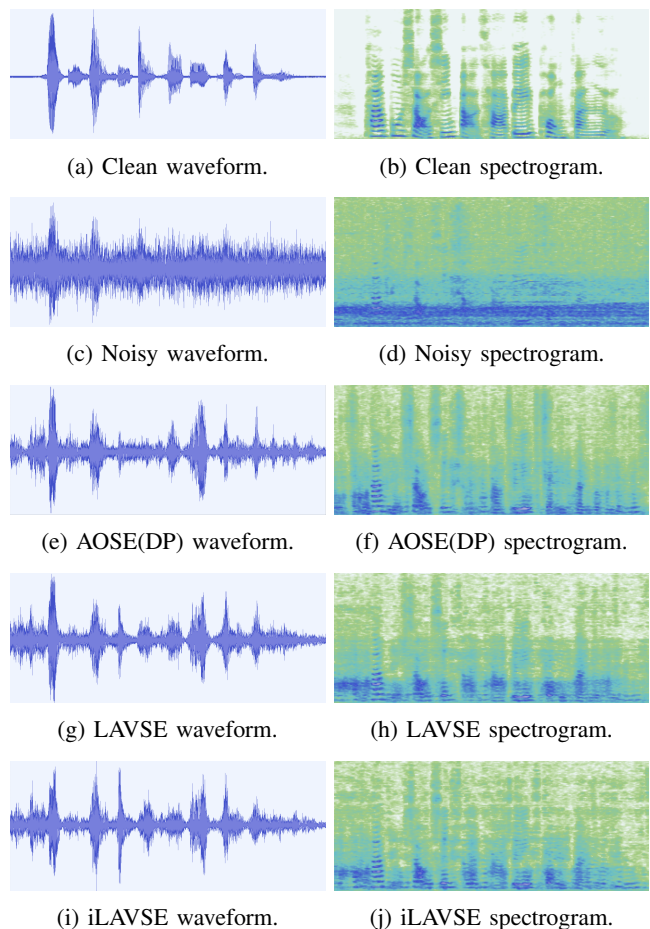 (a) Clean waveform.
(b) Clean spectrogram.
(c) Noisy waveform.
(d) Noisy spectrogram.
(e) AOSE(DP) waveform.
(f) AOSE(DP) spectrogram.
(g) LAVSE waveform.
(h) LAVSE spectrogram.
(i) iLAVSE waveform.
(j) iLAVSE spectrogram.